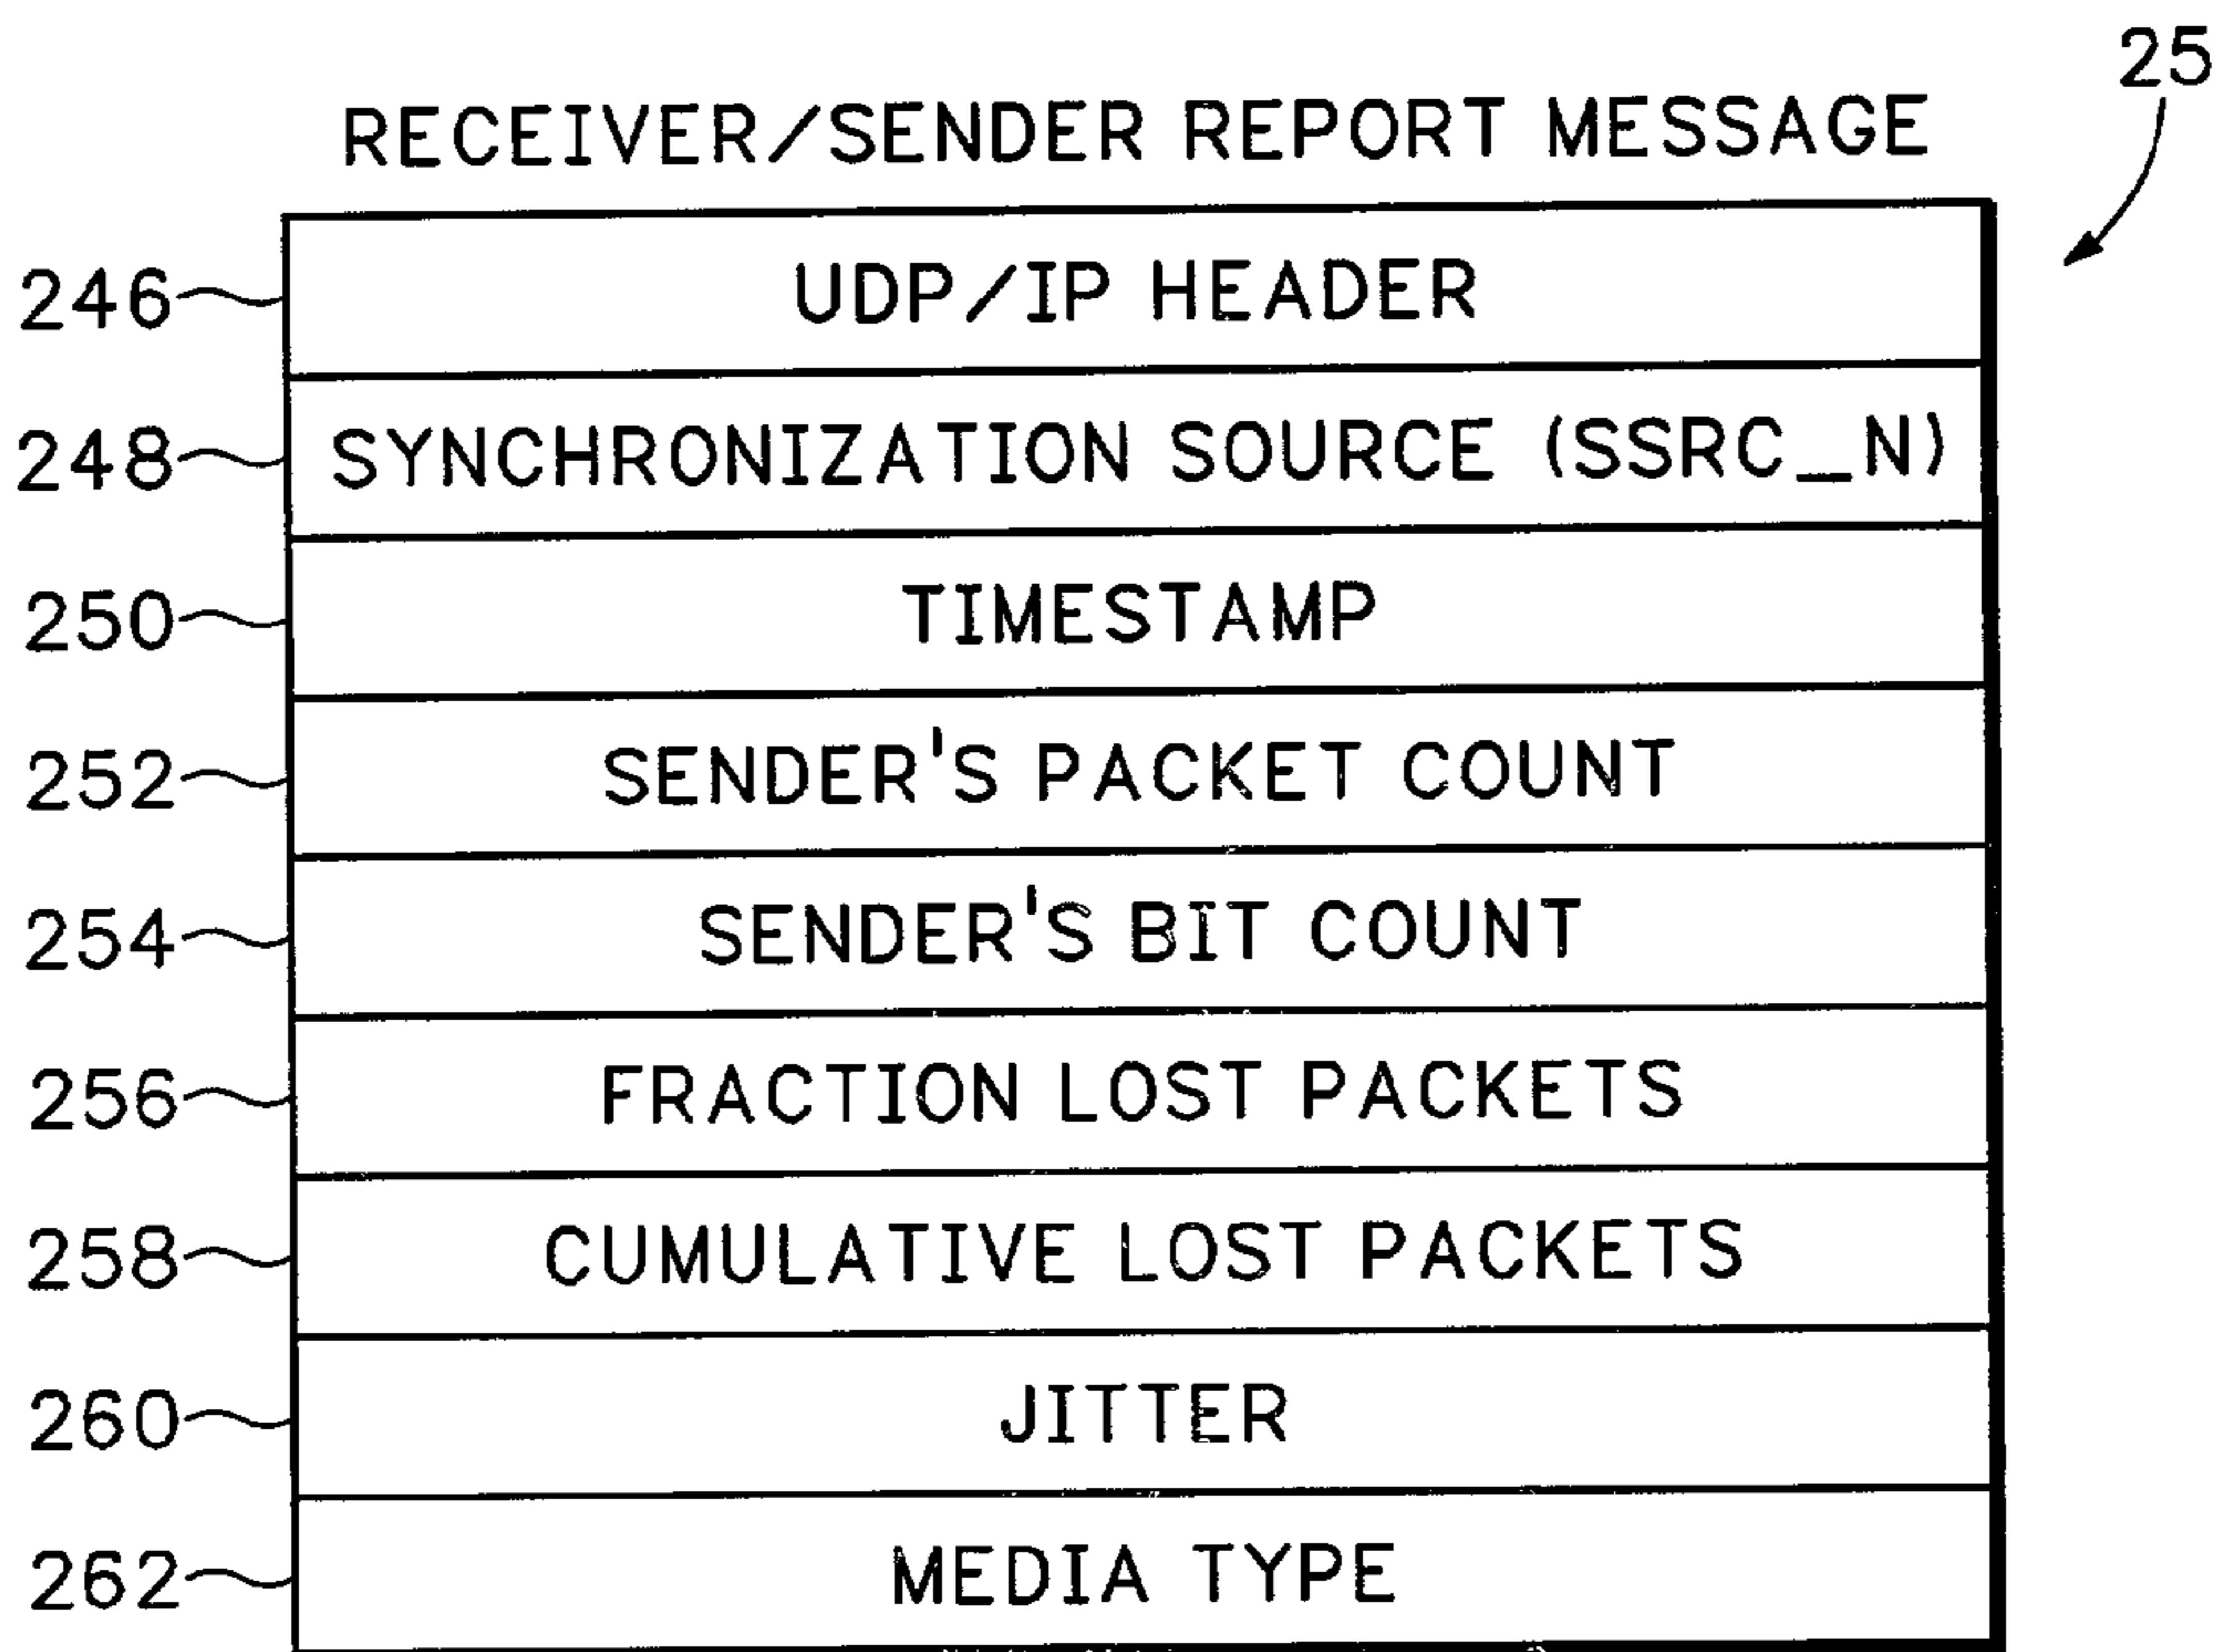 25
RECEIVER/SENDER REPORT MESSAGE
246 UDP/IP HEADER
248 SYNCHRONIZATION SOURCE (SSRC_N)
250 TIMESTAMP
252 SENDER'S PACKET COUNT
254 SENDER'S BIT COUNT
256 FRACTION LOST PACKETS
258 CUMULATIVE LOST PACKETS
260 JITTER
262 MEDIA TYPE